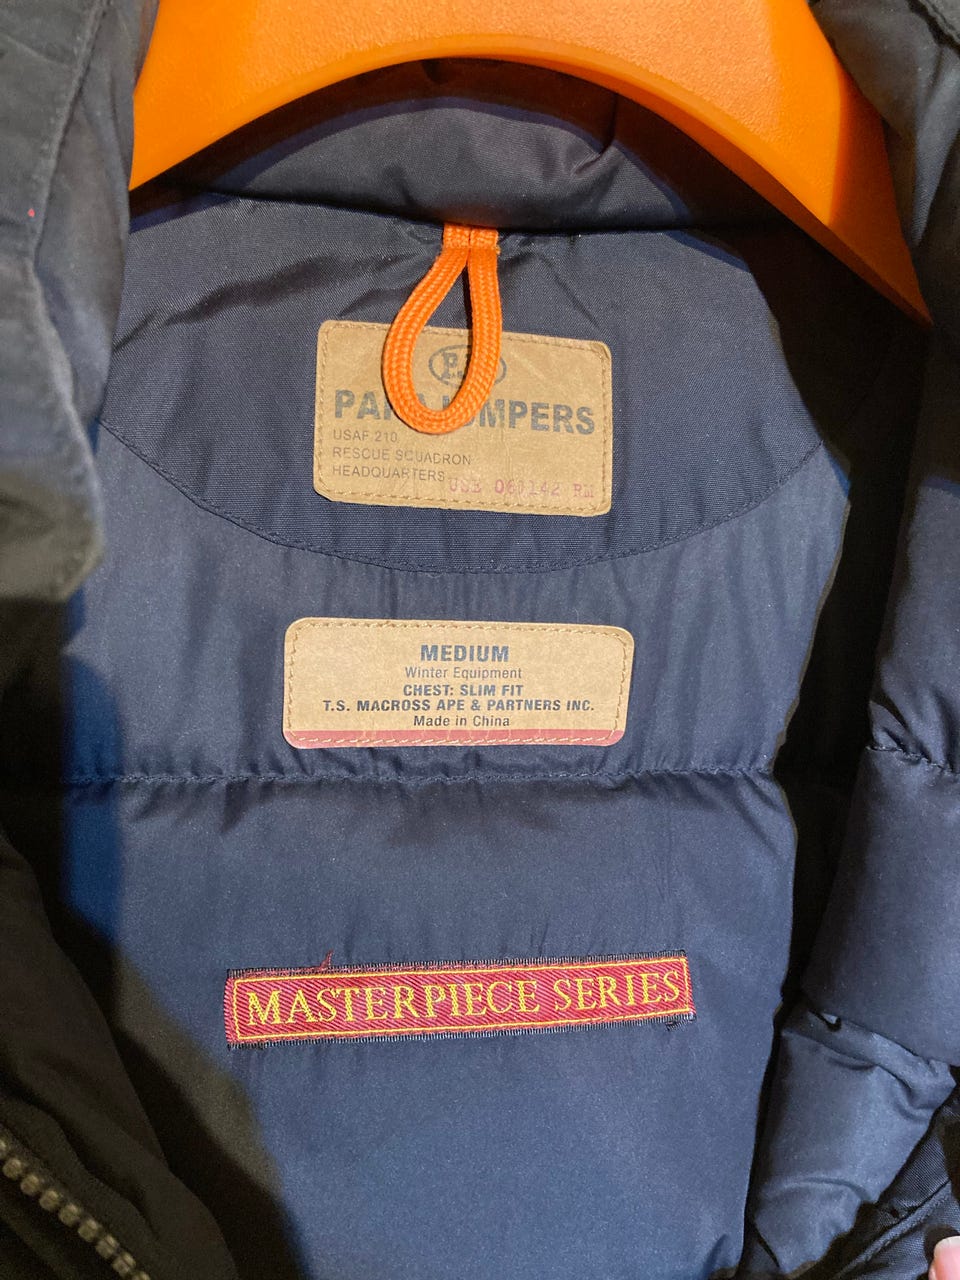 MPERS
USAF 210
RESCUE SQUADRON
HEADQUARTERS
MEDIUM
Winter Equipment
CHEST: SLIM FIT
T.S. MACROSS APE & PARTNERS INC.
Made in China
MASTERPIECE SERIES